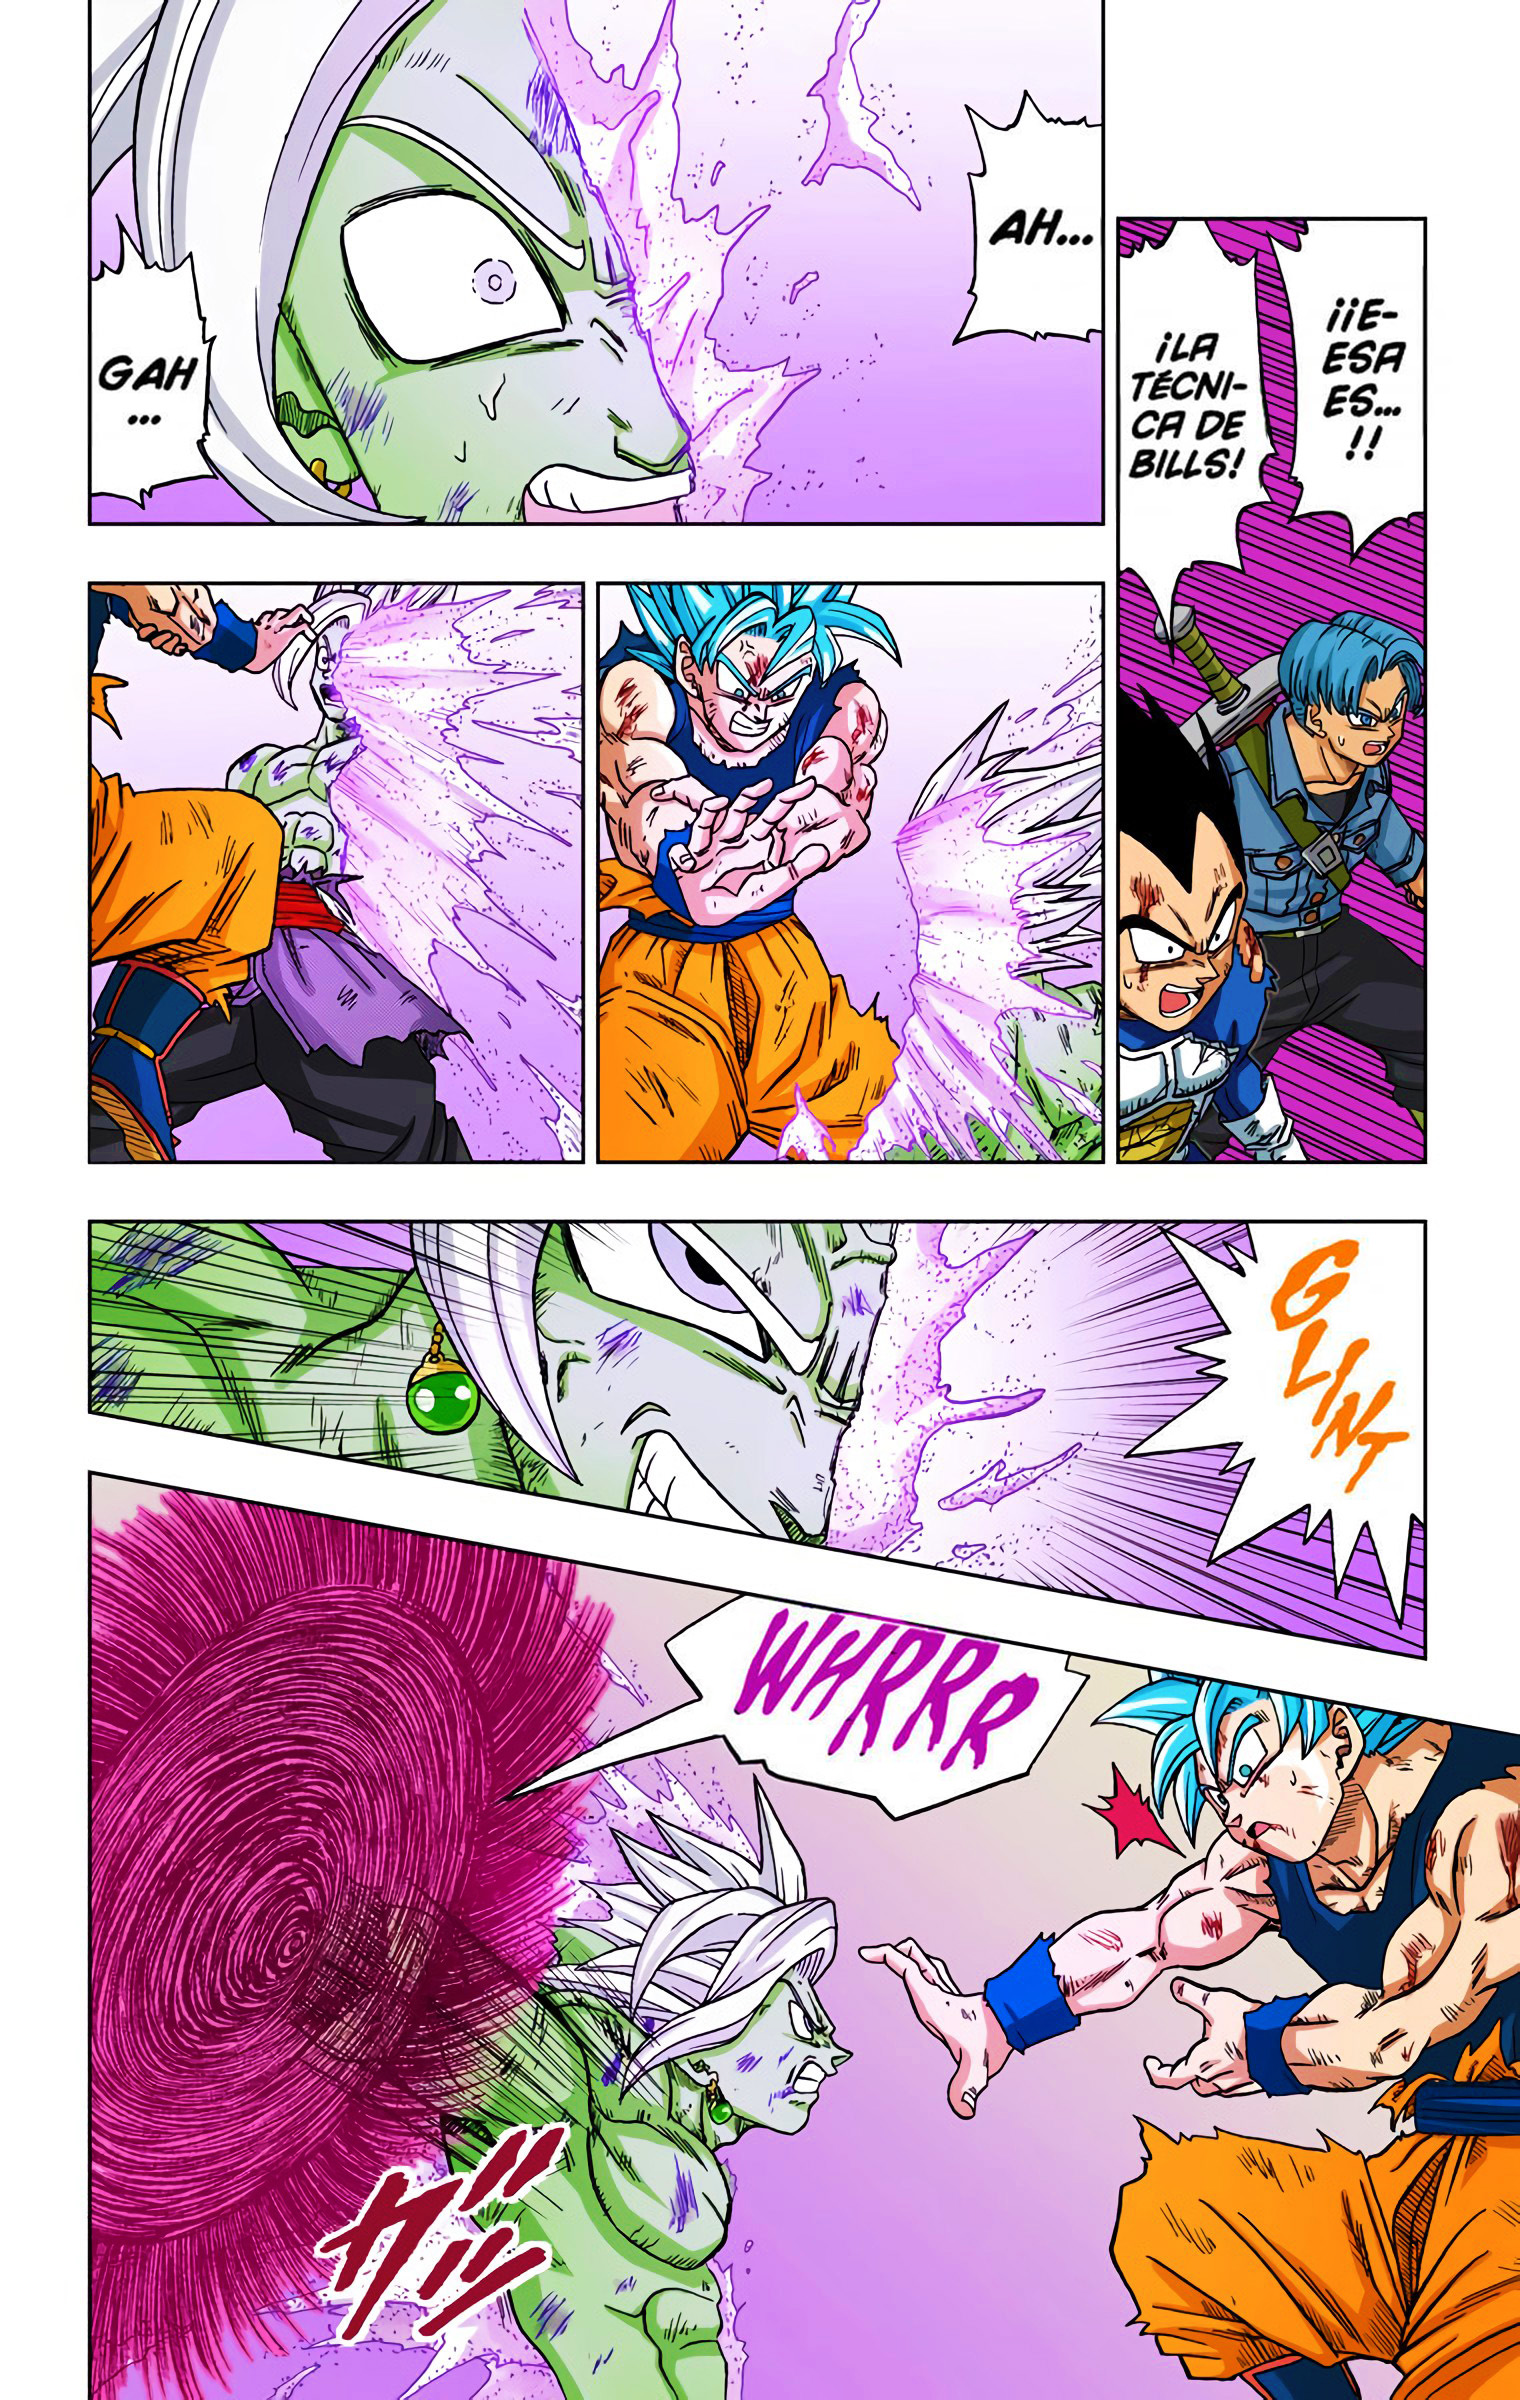 ¡¡E-
ESA
ES...
!!
¡LA
TÉCNI-
CA DE
BILLS!
AH...
GAH
...
GLINT
WHRRR
ガッ